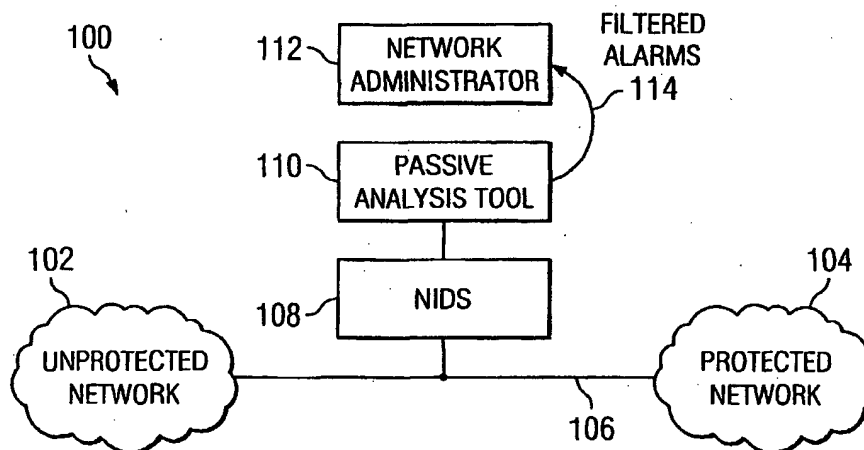 100
112
NETWORK
ADMINISTRATOR
FILTERED
ALARMS
114
110
PASSIVE
ANALYSIS TOOL
102
108
NIDS
104
UNPROTECTED
NETWORK
PROTECTED
NETWORK
106